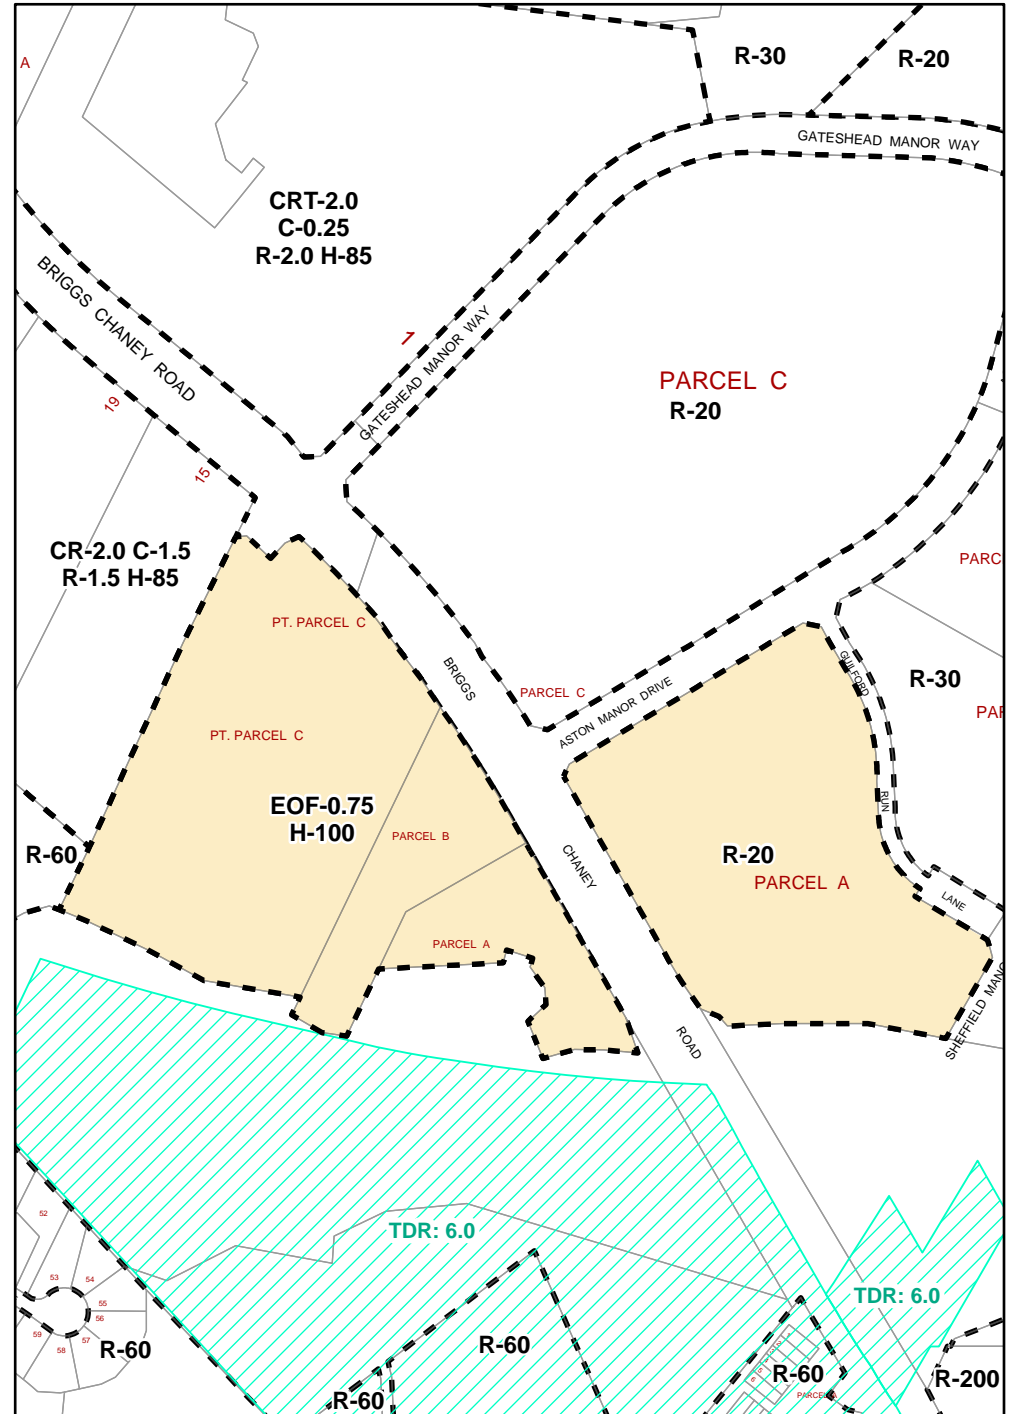 A
R-30
R-20
GATESHEAD MANOR WAY
CRT-2.0
C-0.25
R-2.0 H-85
BRIGGS CHANEY ROAD
1
GATESHEAD MANOR WAY
PARCEL C
R-20
19
15
CR-2.0 C-1.5
R-1.5 H-85
PARC
PT. PARCEL C
BRIGGS
GUILFORD
R-30
PARCEL C
ASTON MANOR DRIVE
PAR
PT. PARCEL C
EOF-0.75
H-100
RUN
PARCEL B
R-60
CHANEY
R-20
PARCEL A
LANE
PARCEL A
SHEFFIELD MANO
ROAD
52
TDR: 6.0
53
54
TDR: 6.0
55
56
59
57
58
R-60
R-60
R-60
R-60
R-200